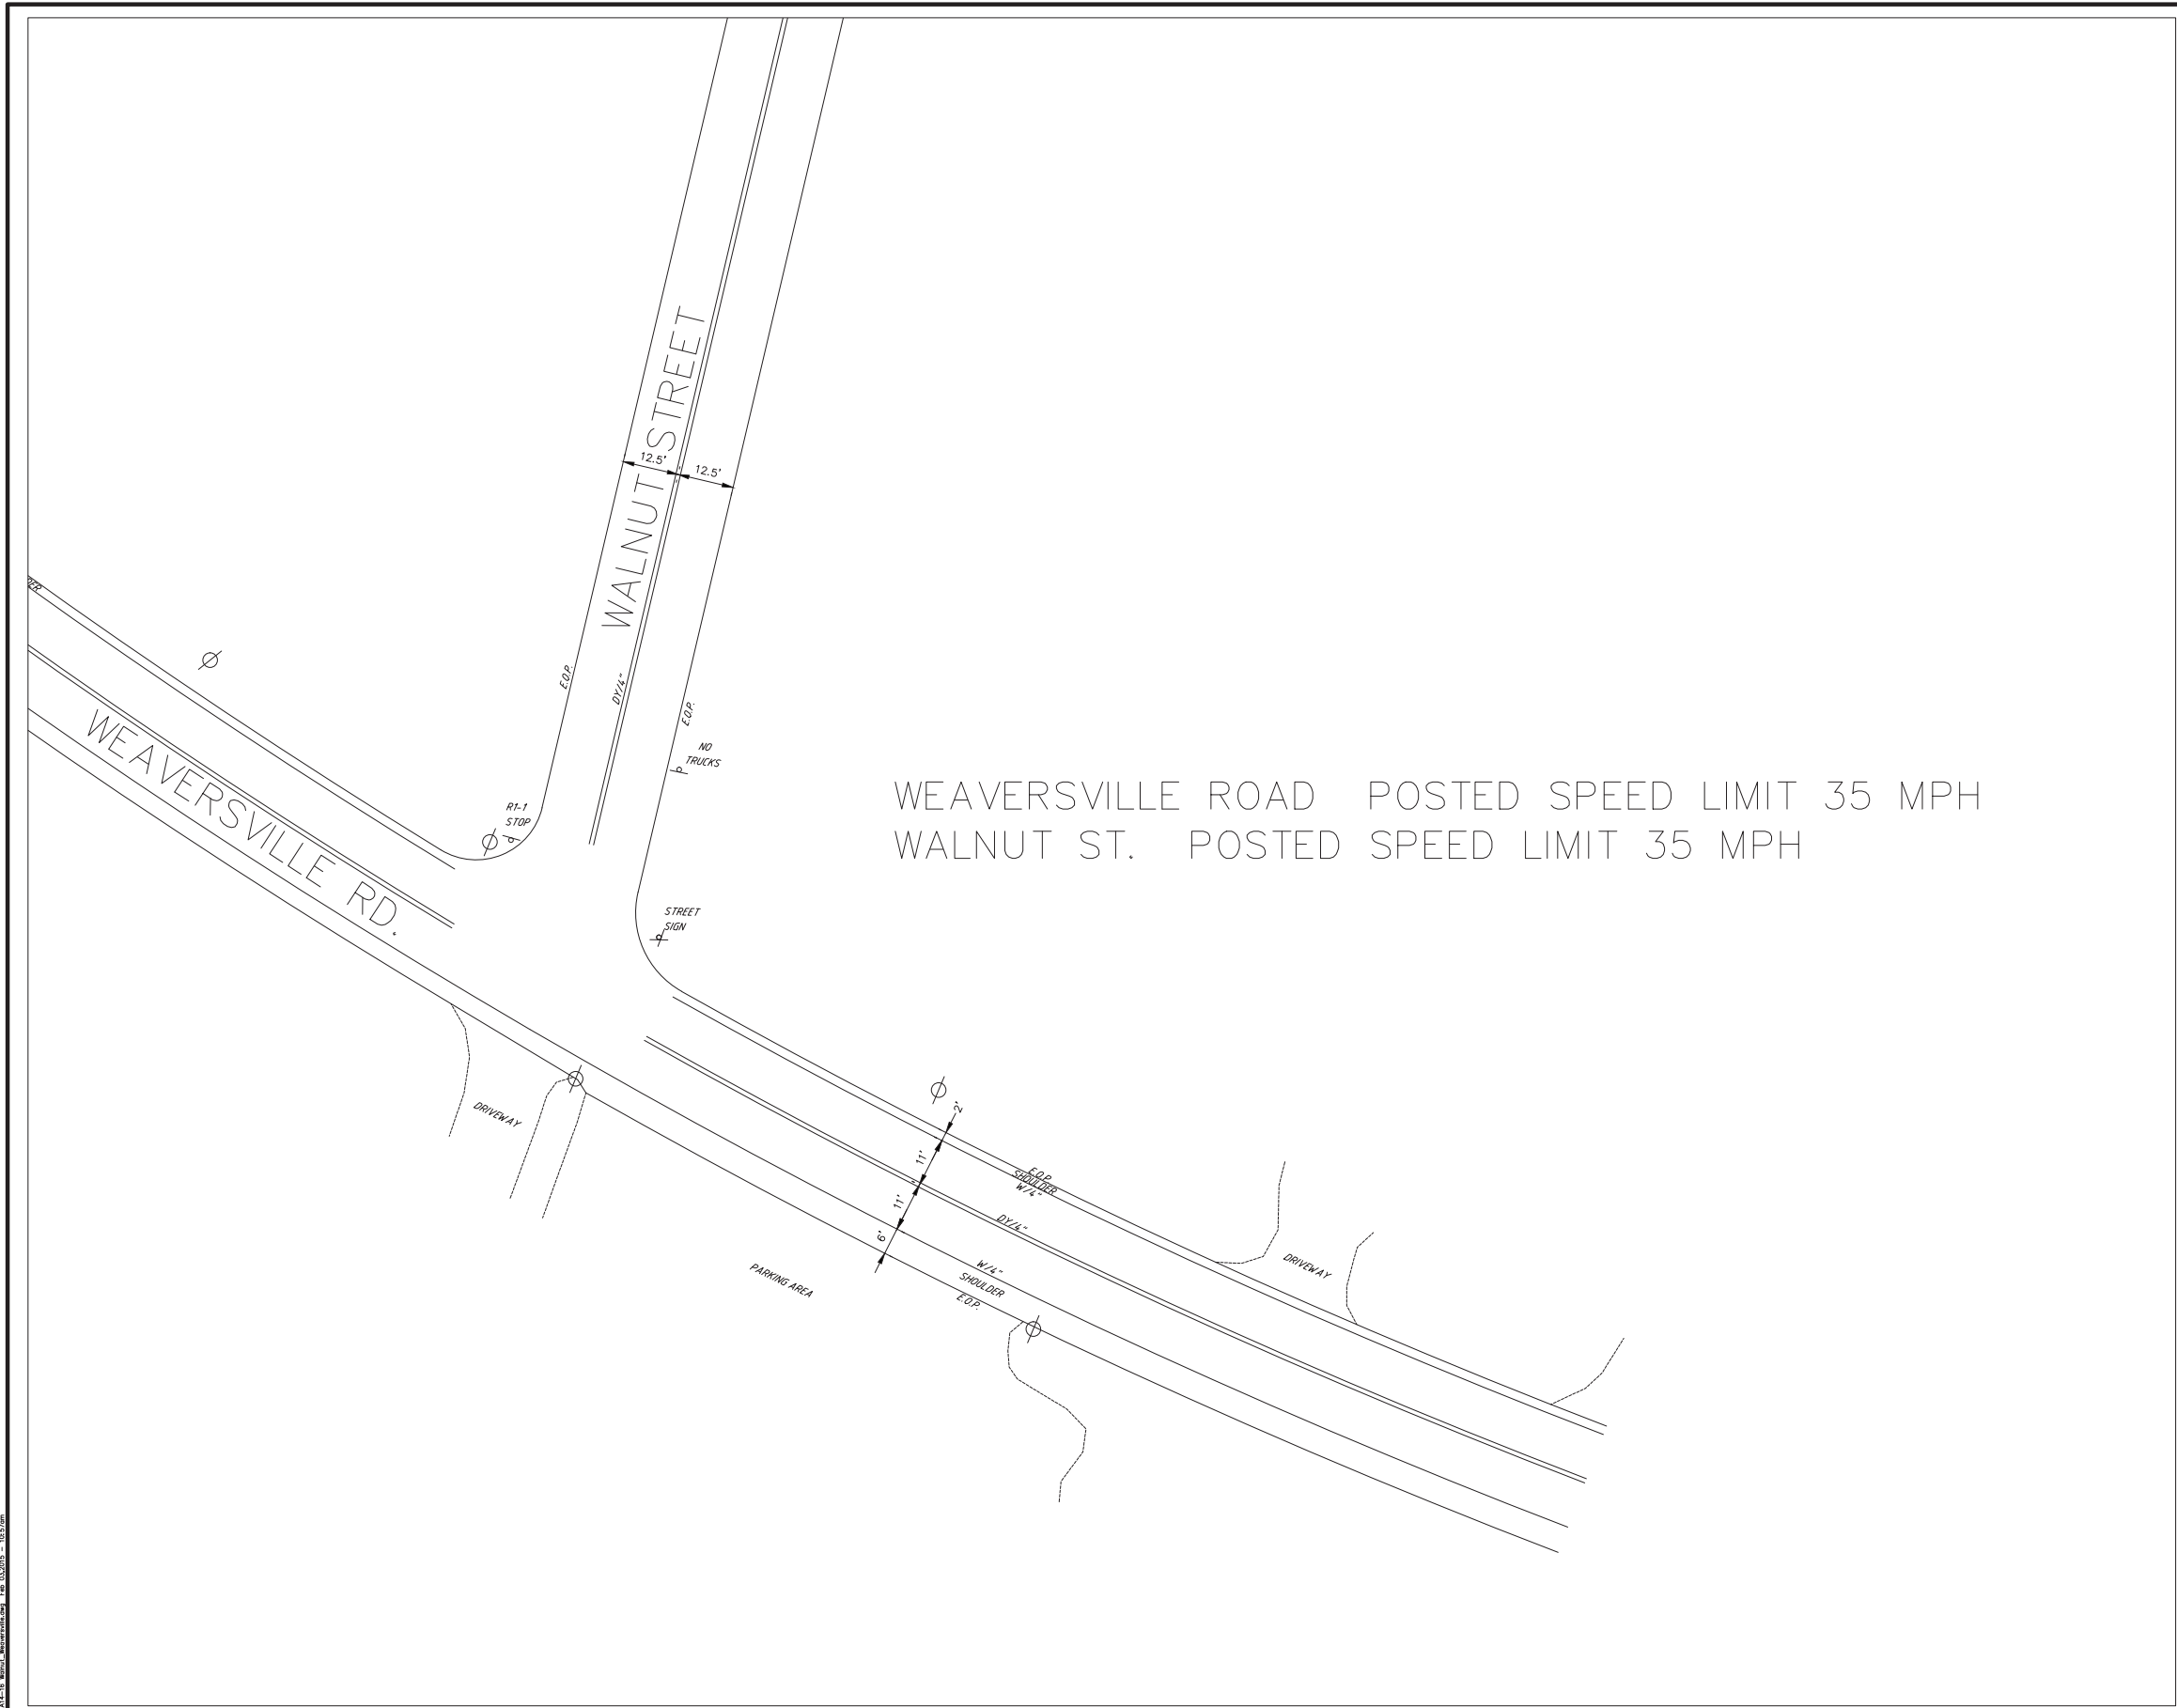 WALNUT STREET
12.5'
12.5'
E.O.P.
DY/4"
E.O.P.
NO
TRUCKS
WEAVERSVILLE RD.
R1-1
STOP
WEAVERSVILLE ROAD POSTED SPEED LIMIT 35 MPH
WALNUT ST. POSTED SPEED LIMIT 35 MPH
STREET
SIGN
DRIVEWAY
2'
11'
11'
6'
E.O.P.
SHOULDER
W/4"
DY/4"
W/4"
SHOULDER
E.O.P.
PARKING AREA
DRIVEWAY